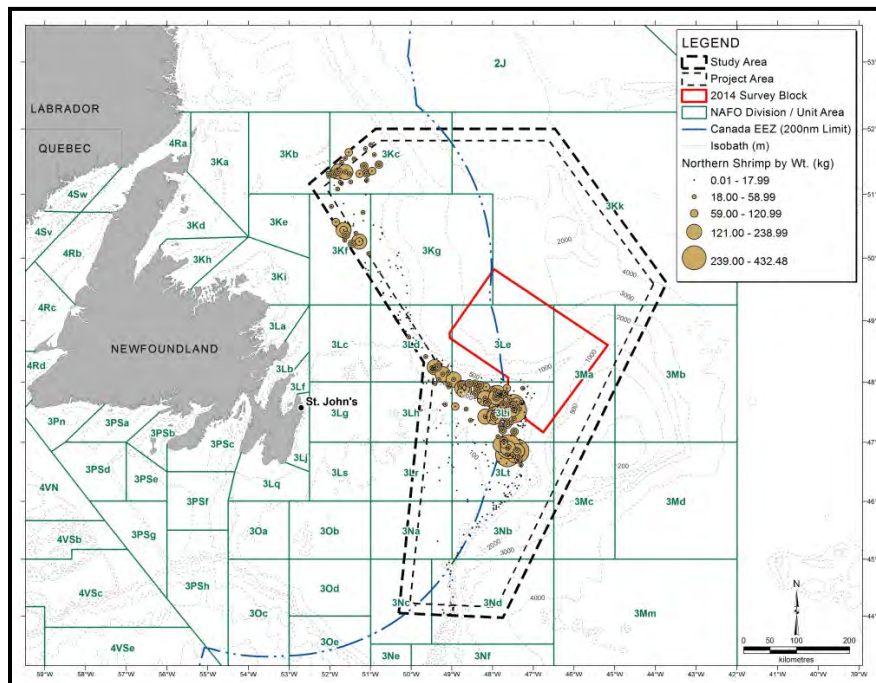 LEGEND
Study Area
Project Area
2014 Survey Block
NAFO Division / Unit Area
Canada EEZ (200nm Limit)
Isobath (m)
Northern Shrimp by Wt. (kg)
0.01 - 17.99
18.00 - 58.99
59.00 - 120.99
121.00 - 238.99
239.00 - 432.48
2J
LABRADOR
QUEBEC
4Ra
3Ka
3Kb
3Kc
4Sw
3Kk
4Sv
3Kd
3Ke
4Rb
3Kh
3Kf
3Kg
2000
3Ki
4000
3000
4Rc
2000
3La
NEWFOUNDLAND
3Lc
3Ld
3Le
1000
4Rd
3Lb
500
1000
3Ma
3Mb
3Lf
St. John's
3Lg
3Lh
3Li
500
3Pn
3PSa
3PSb
3PSc
3Lj
100
200
3PSd
3PSe
3Lq
3Ls
3Lr
3Lt
4VN
3PSf
3Mc
3Md
4VSb
3PSg
3Oa
3Ob
3Na
3Nb
2000
3000
4VSc
3PSh
3Oc
3Od
3Nc
3Nd
4000
3Mm
4VSe
3Oe
3Ne
3Nf
N
100 50 0 100 200
kilometres
53°N
52°N
51°N
50°N
49°N
48°N
47°N
46°N
45°N
44°N
59°W 58°W 57°W 56°W 55°W 54°W 53°W 52°W 51°W 50°W 49°W 48°W 47°W 46°W 45°W 44°W 43°W 42°W 41°W 40°W 39°W